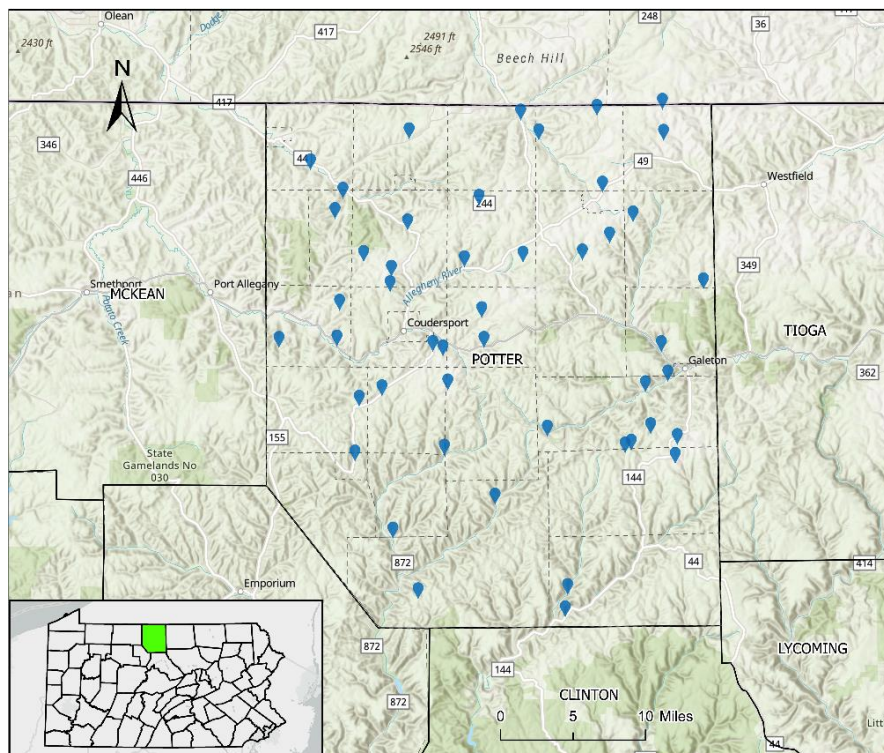 Olean
Dodge
248
417
36
2430 ft
2491 ft
2546 ft
Beech Hill
N
417
346
446
44
49
Westfield
244
349
Smethport
MCKEAN
Port Allegany
Allegheny River
Potato Creek
Coudersport
TIOGA
POTTER
Galeton
362
155
State
Gamelands No
030
144
872
44
414
Emporium
872
144
LYCOMING
CLINTON
872
0 5 10 Miles
44